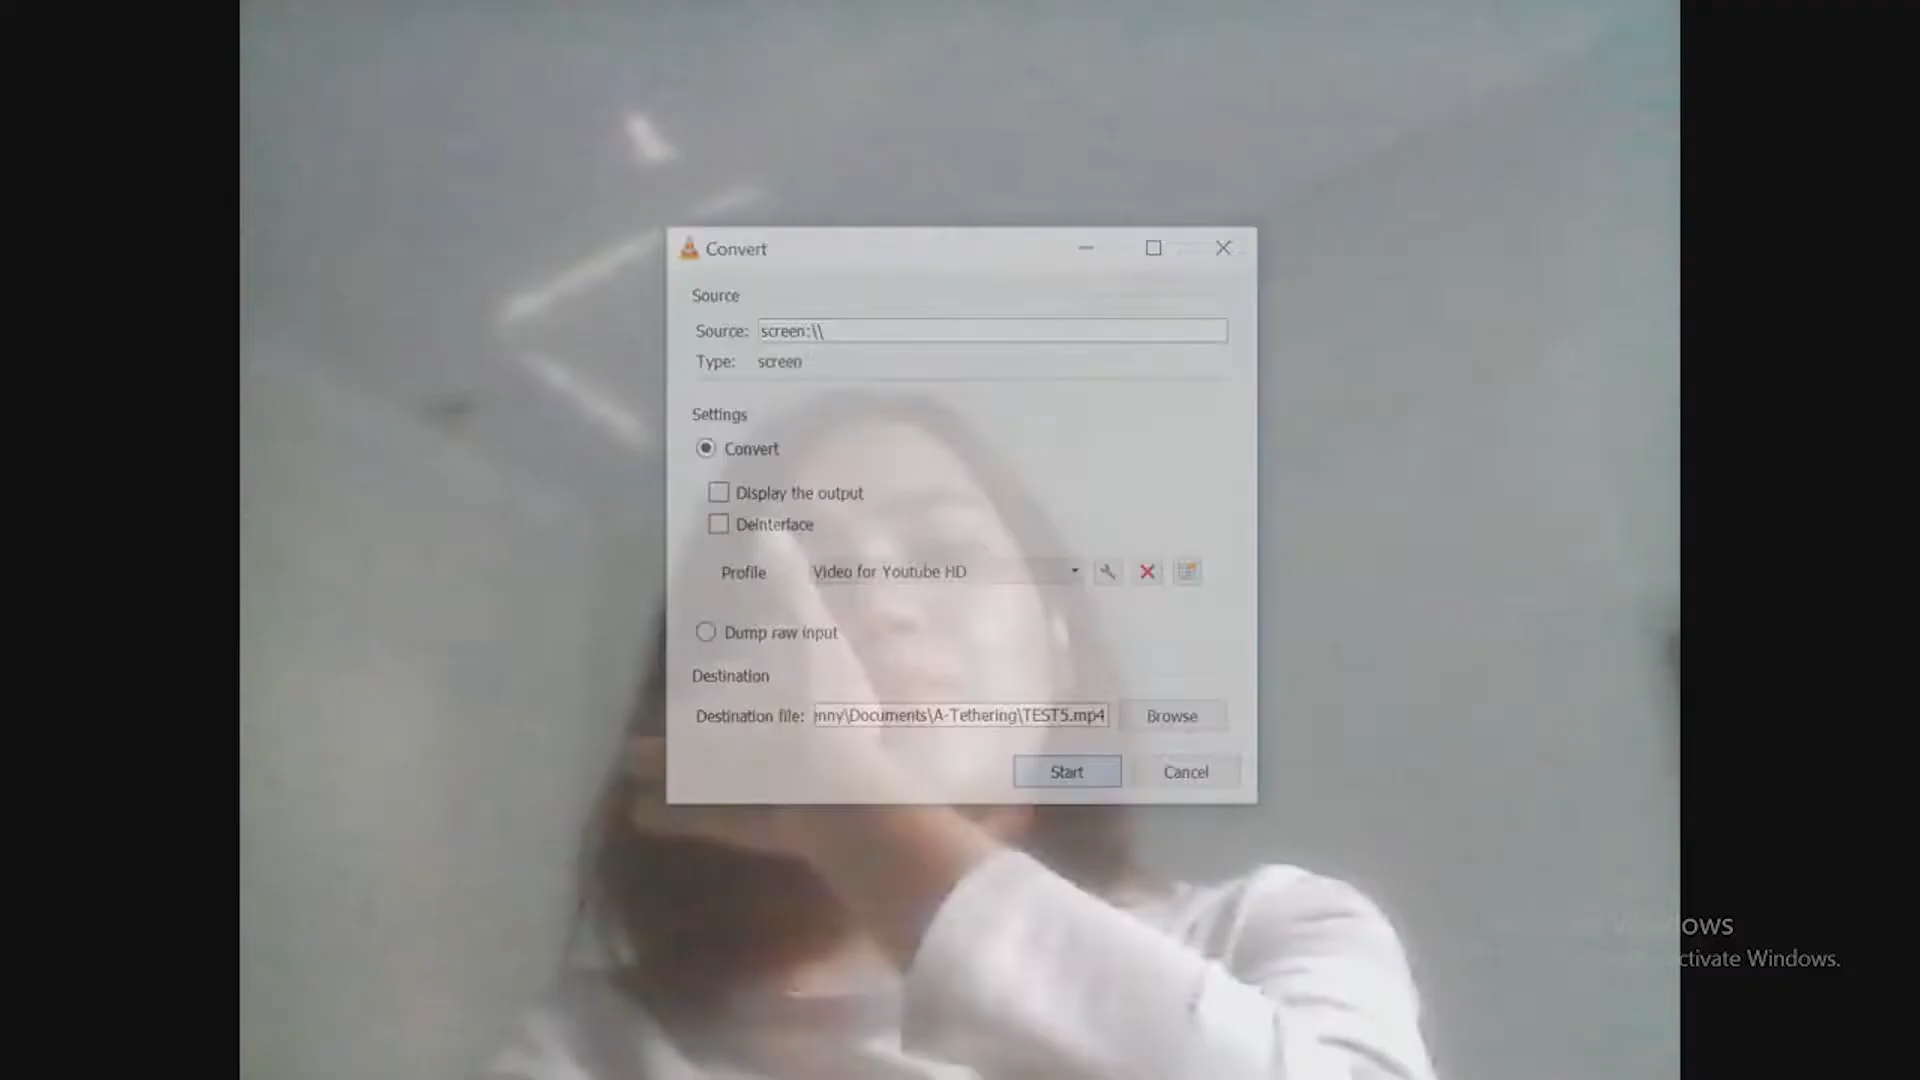 Convert
Source
Source: screen:\\
Type: screen
Settings
Convert
Display the output
Deinterlace
Profile Video for Youtube HD
Dump raw input
Destination
Destination file: nny\Documents\A-Tethering\TEST5.mp4 Browse
Start Cancel
ows
ctivate Windows.